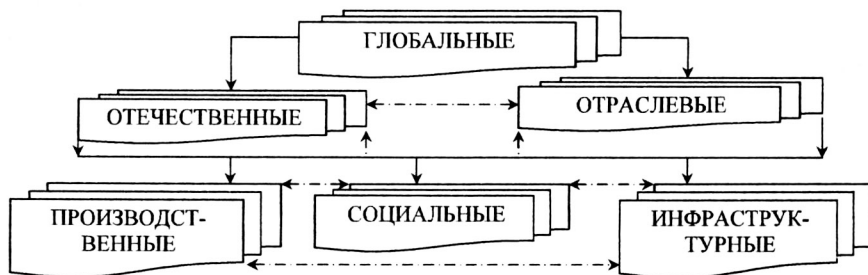 ГЛОБАЛЬНЫЕ
ОТЕЧЕСТВЕННЫЕ
ОТРАСЛЕВЫЕ
ПРОИЗВОДСТ-
ВЕННЫЕ
СОЦИАЛЬНЫЕ
ИНФРАСТРУК-
ТУРНЫЕ